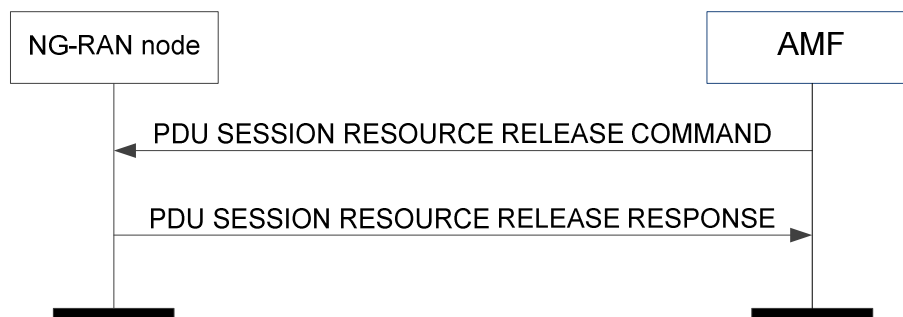 NG-RAN node
AMF
PDU SESSION RESOURCE RELEASE COMMAND
PDU SESSION RESOURCE RELEASE RESPONSE